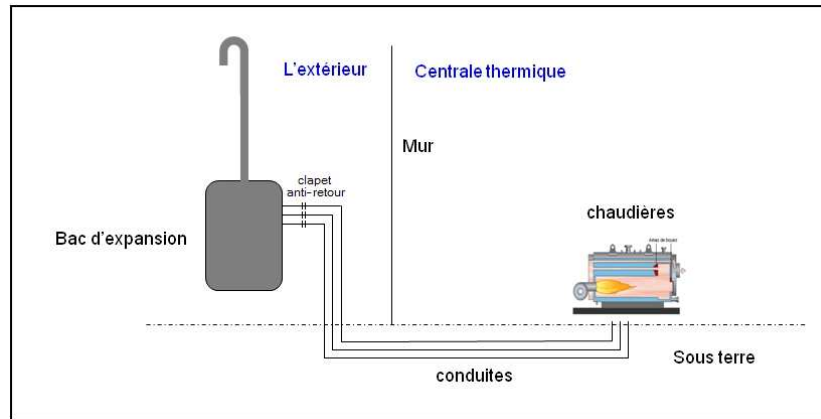 L'extérieur
Centrale thermique
Mur
clapet
anti-retour
chaudières
Bac d'expansion
Sous terre
conduites